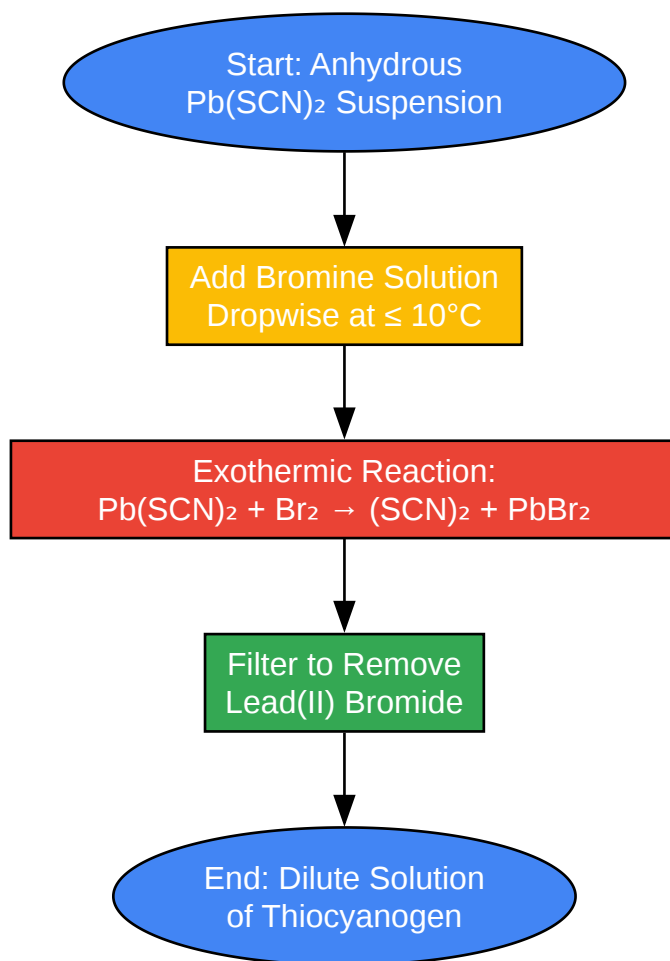 Start: Anhydrous
Pb(SCN)₂ Suspension
Add Bromine Solution
Dropwise at ≤ 10°C
Exothermic Reaction:
Pb(SCN)₂ + Br₂ → (SCN)₂ + PbBr₂
Filter to Remove
Lead(II) Bromide
End: Dilute Solution
of Thiocyanogen